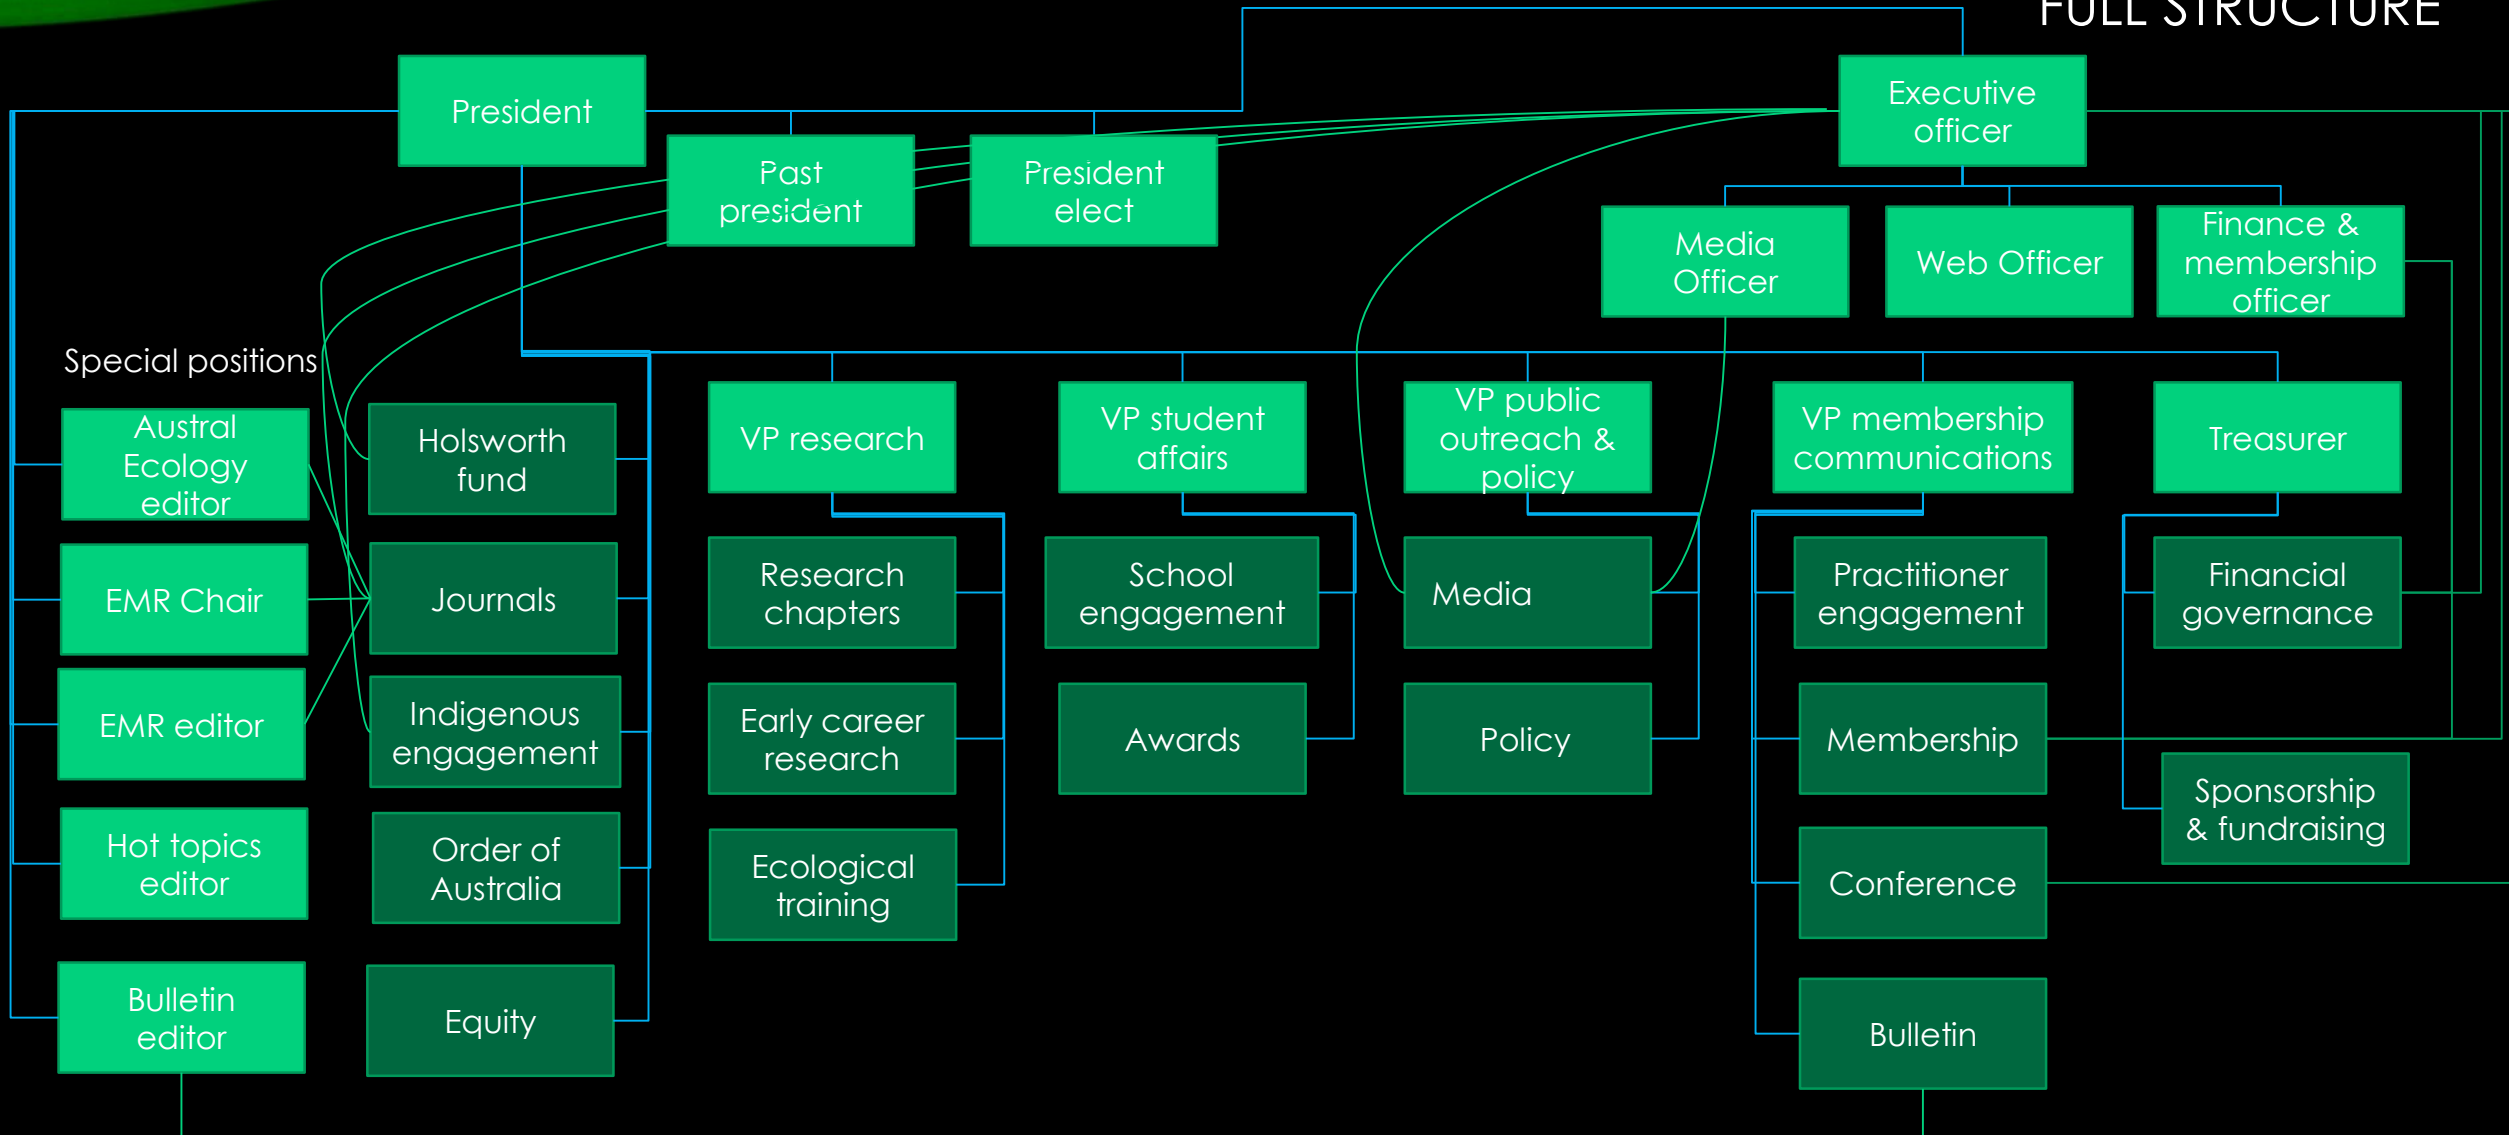 FULL STRUCTURE
President
Executive
officer
Past
president
President
elect
Media
Officer
Web Officer
Finance &
membership
officer
Special positions
Austral
Ecology
editor
Holsworth
fund
VP research
VP student
affairs
VP public
outreach &
policy
VP membership
communications
Treasurer
EMR Chair
Journals
Research
chapters
School
engagement
Media
Practitioner
engagement
Financial
governance
EMR editor
Indigenous
engagement
Early career
research
Awards
Policy
Membership
Sponsorship
& fundraising
Hot topics
editor
Order of
Australia
Ecological
training
Conference
Bulletin
editor
Equity
Bulletin